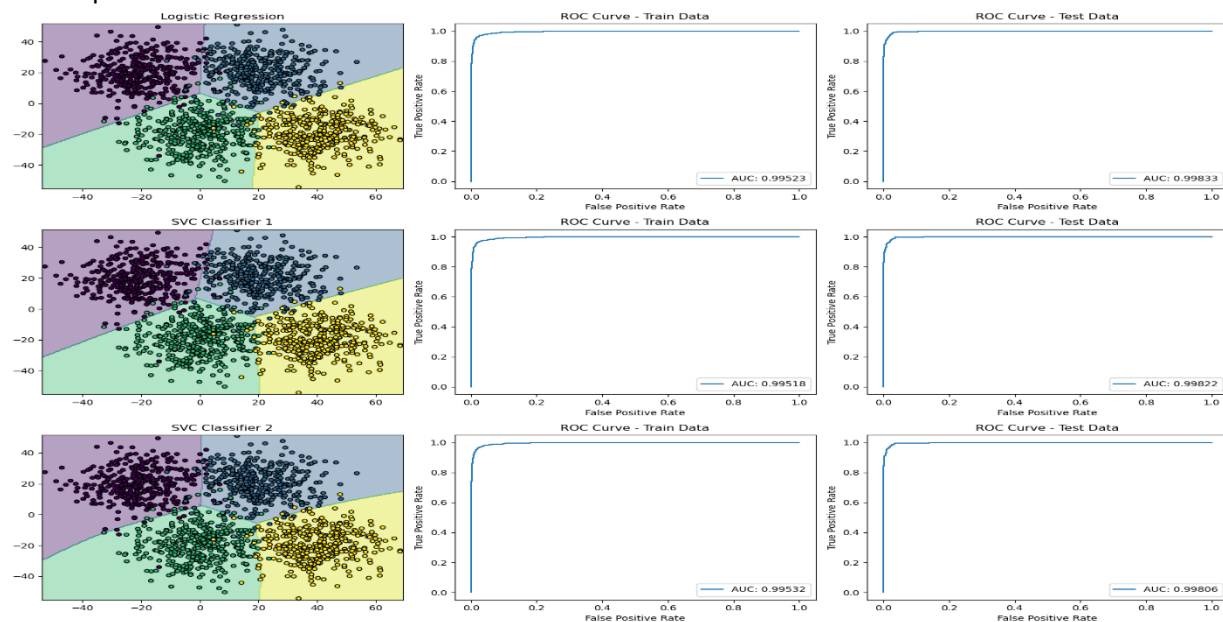 Logistic Regression
40
20
0
−20
−40
−40 −20 0 20 40 60
ROC Curve - Train Data
True Positive Rate
1.0
0.8
0.6
0.4
0.2
0.0
AUC: 0.99523
0.0 0.2 0.4 0.6 0.8 1.0
False Positive Rate
ROC Curve - Test Data
True Positive Rate
1.0
0.8
0.6
0.4
0.2
0.0
AUC: 0.99833
0.0 0.2 0.4 0.6 0.8 1.0
False Positive Rate
SVC Classifier 1
40
20
0
−20
−40
−40 −20 0 20 40 60
ROC Curve - Train Data
True Positive Rate
1.0
0.8
0.6
0.4
0.2
0.0
AUC: 0.99518
0.0 0.2 0.4 0.6 0.8 1.0
False Positive Rate
ROC Curve - Test Data
True Positive Rate
1.0
0.8
0.6
0.4
0.2
0.0
AUC: 0.99822
0.0 0.2 0.4 0.6 0.8 1.0
False Positive Rate
SVC Classifier 2
40
20
0
−20
−40
−40 −20 0 20 40 60
ROC Curve - Train Data
True Positive Rate
1.0
0.8
0.6
0.4
0.2
0.0
AUC: 0.99532
0.0 0.2 0.4 0.6 0.8 1.0
False Positive Rate
ROC Curve - Test Data
True Positive Rate
1.0
0.8
0.6
0.4
0.2
0.0
AUC: 0.99806
0.0 0.2 0.4 0.6 0.8 1.0
False Positive Rate